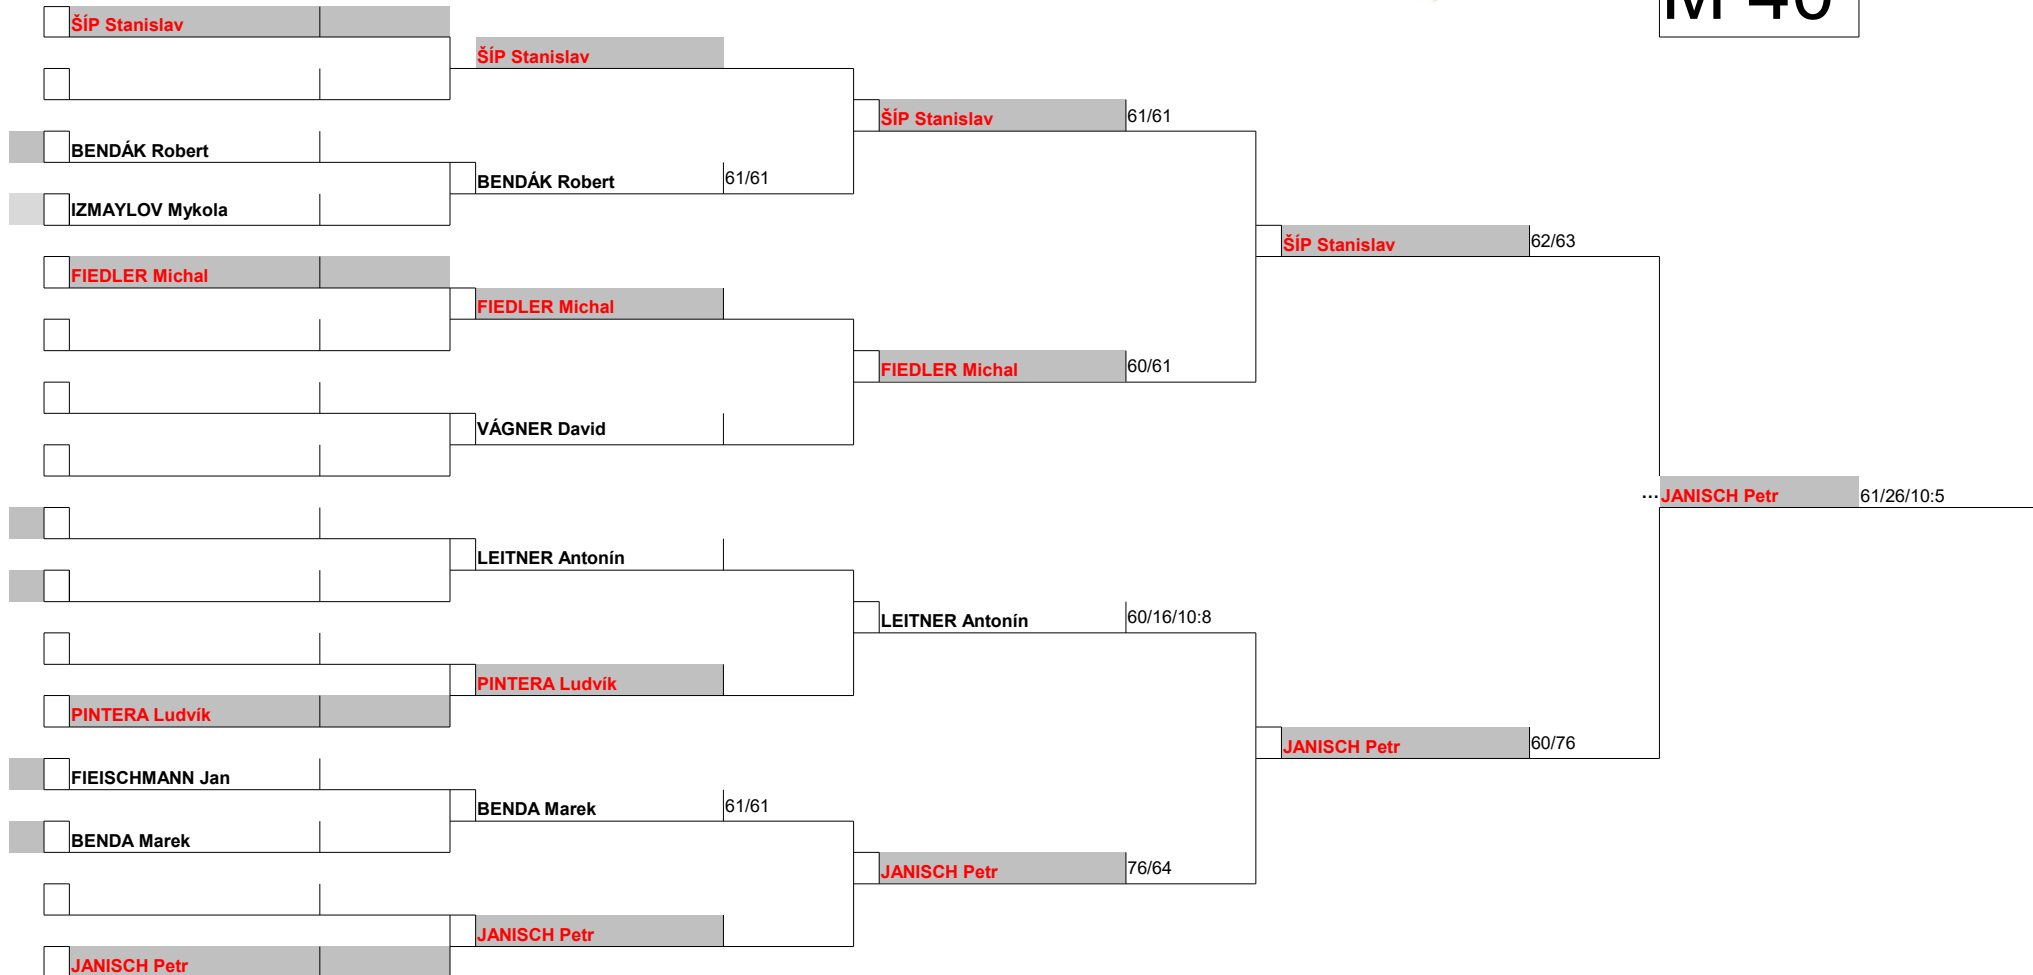 M 40
ŠÍP Stanislav
ŠÍP Stanislav
ŠÍP Stanislav 61/61
BENDÁK Robert
BENDÁK Robert 61/61
IZMAYLOV Mykola
ŠÍP Stanislav 62/63
FIEDLER Michal
FIEDLER Michal
FIEDLER Michal 60/61
VÁGNER David
...JANISCH Petr 61/26/10:5
LEITNER Antonín
LEITNER Antonín 60/16/10:8
PINTERA Ludvík
PINTERA Ludvík
JANISCH Petr 60/76
FIEISCHMANN Jan
BENDA Marek 61/61
BENDA Marek
JANISCH Petr 76/64
JANISCH Petr
JANISCH Petr